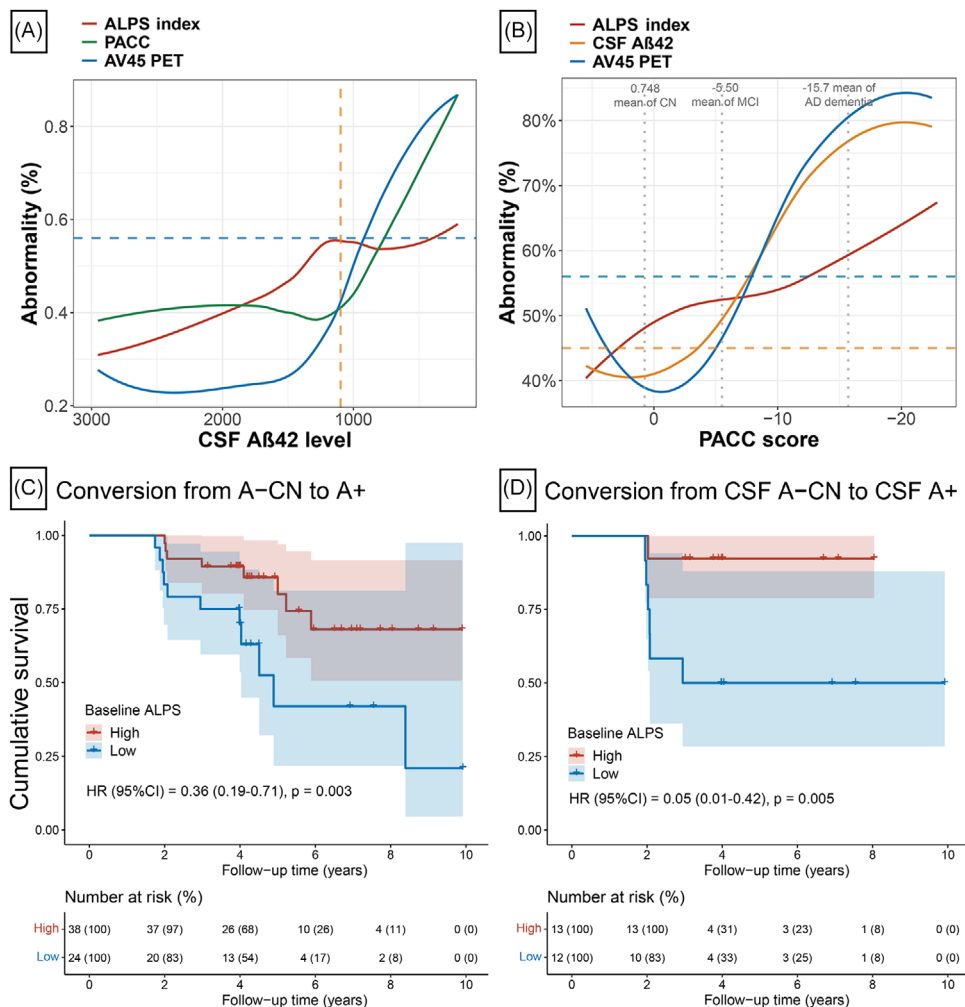 (A)
ALPS index
PACC
AV45 PET
Abnormality (%)
0.8
0.6
0.4
0.2
3000
2000
1000
CSF Aß42 level
(B)
ALPS index
CSF Aß42
AV45 PET
Abnormality (%)
80%
70%
60%
50%
40%
0.748
mean of CN
-5.50
mean of MCI
-15.7 mean of
AD dementia
0
−10
−20
PACC score
(C) Conversion from A−CN to A+
Cumulative survival
1.00
0.75
0.50
0.25
0.00
Baseline ALPS
High
Low
HR (95%CI) = 0.36 (0.19-0.71), p = 0.003
0 2 4 6 8 10
Follow-up time (years)
Number at risk (%)
High 38 (100) 37 (97) 26 (68) 10 (26) 4 (11) 0 (0)
Low 24 (100) 20 (83) 13 (54) 4 (17) 2 (8) 0 (0)
0 2 4 6 8 10
Follow-up time (years)
(D) Conversion from CSF A−CN to CSF A+
1.00
0.75
0.50
0.25
0.00
Baseline ALPS
High
Low
HR (95%CI) = 0.05 (0.01-0.42), p = 0.005
0 2 4 6 8 10
Follow-up time (years)
Number at risk (%)
High 13 (100) 13 (100) 4 (31) 3 (23) 1 (8) 0 (0)
Low 12 (100) 10 (83) 4 (33) 3 (25) 1 (8) 0 (0)
0 2 4 6 8 10
Follow-up time (years)